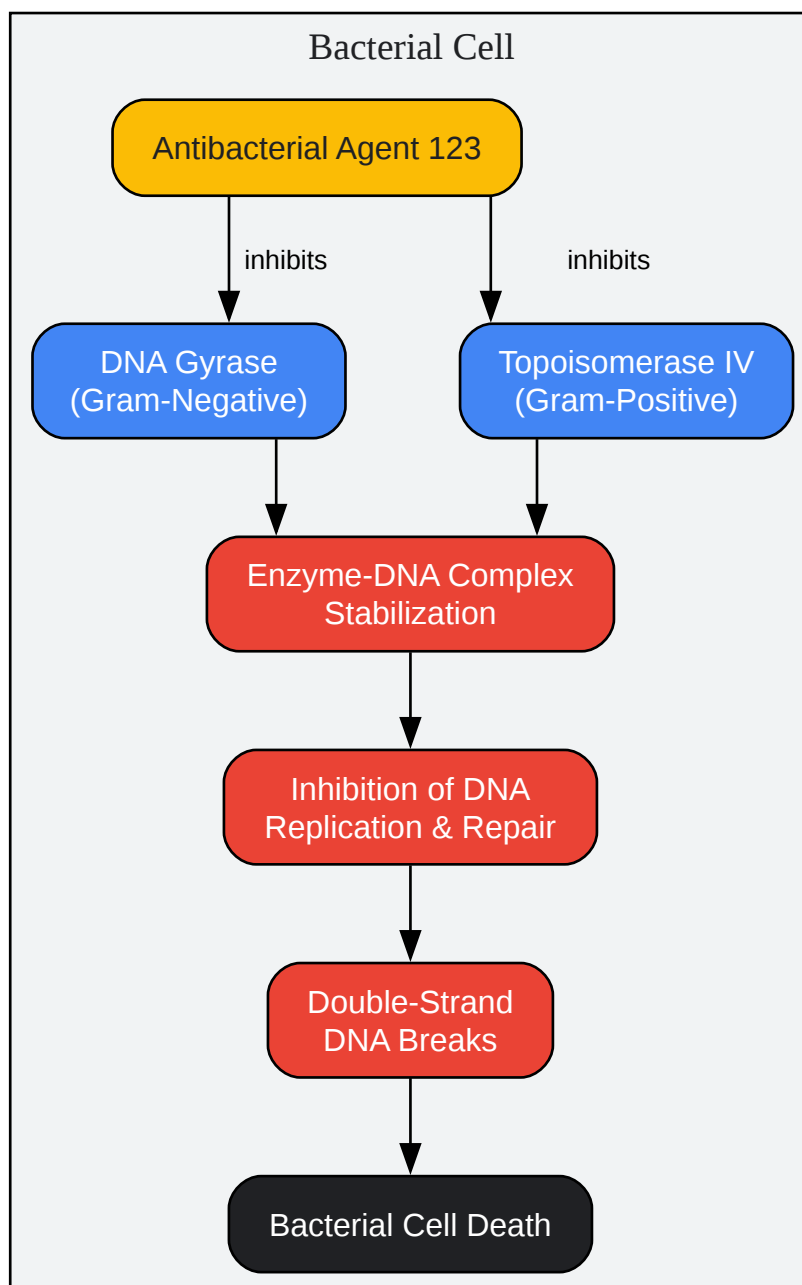 Bacterial Cell
Antibacterial Agent 123
inhibits
inhibits
DNA Gyrase
(Gram-Negative)
Topoisomerase IV
(Gram-Positive)
Enzyme-DNA Complex
Stabilization
Inhibition of DNA
Replication & Repair
Double-Strand
DNA Breaks
Bacterial Cell Death